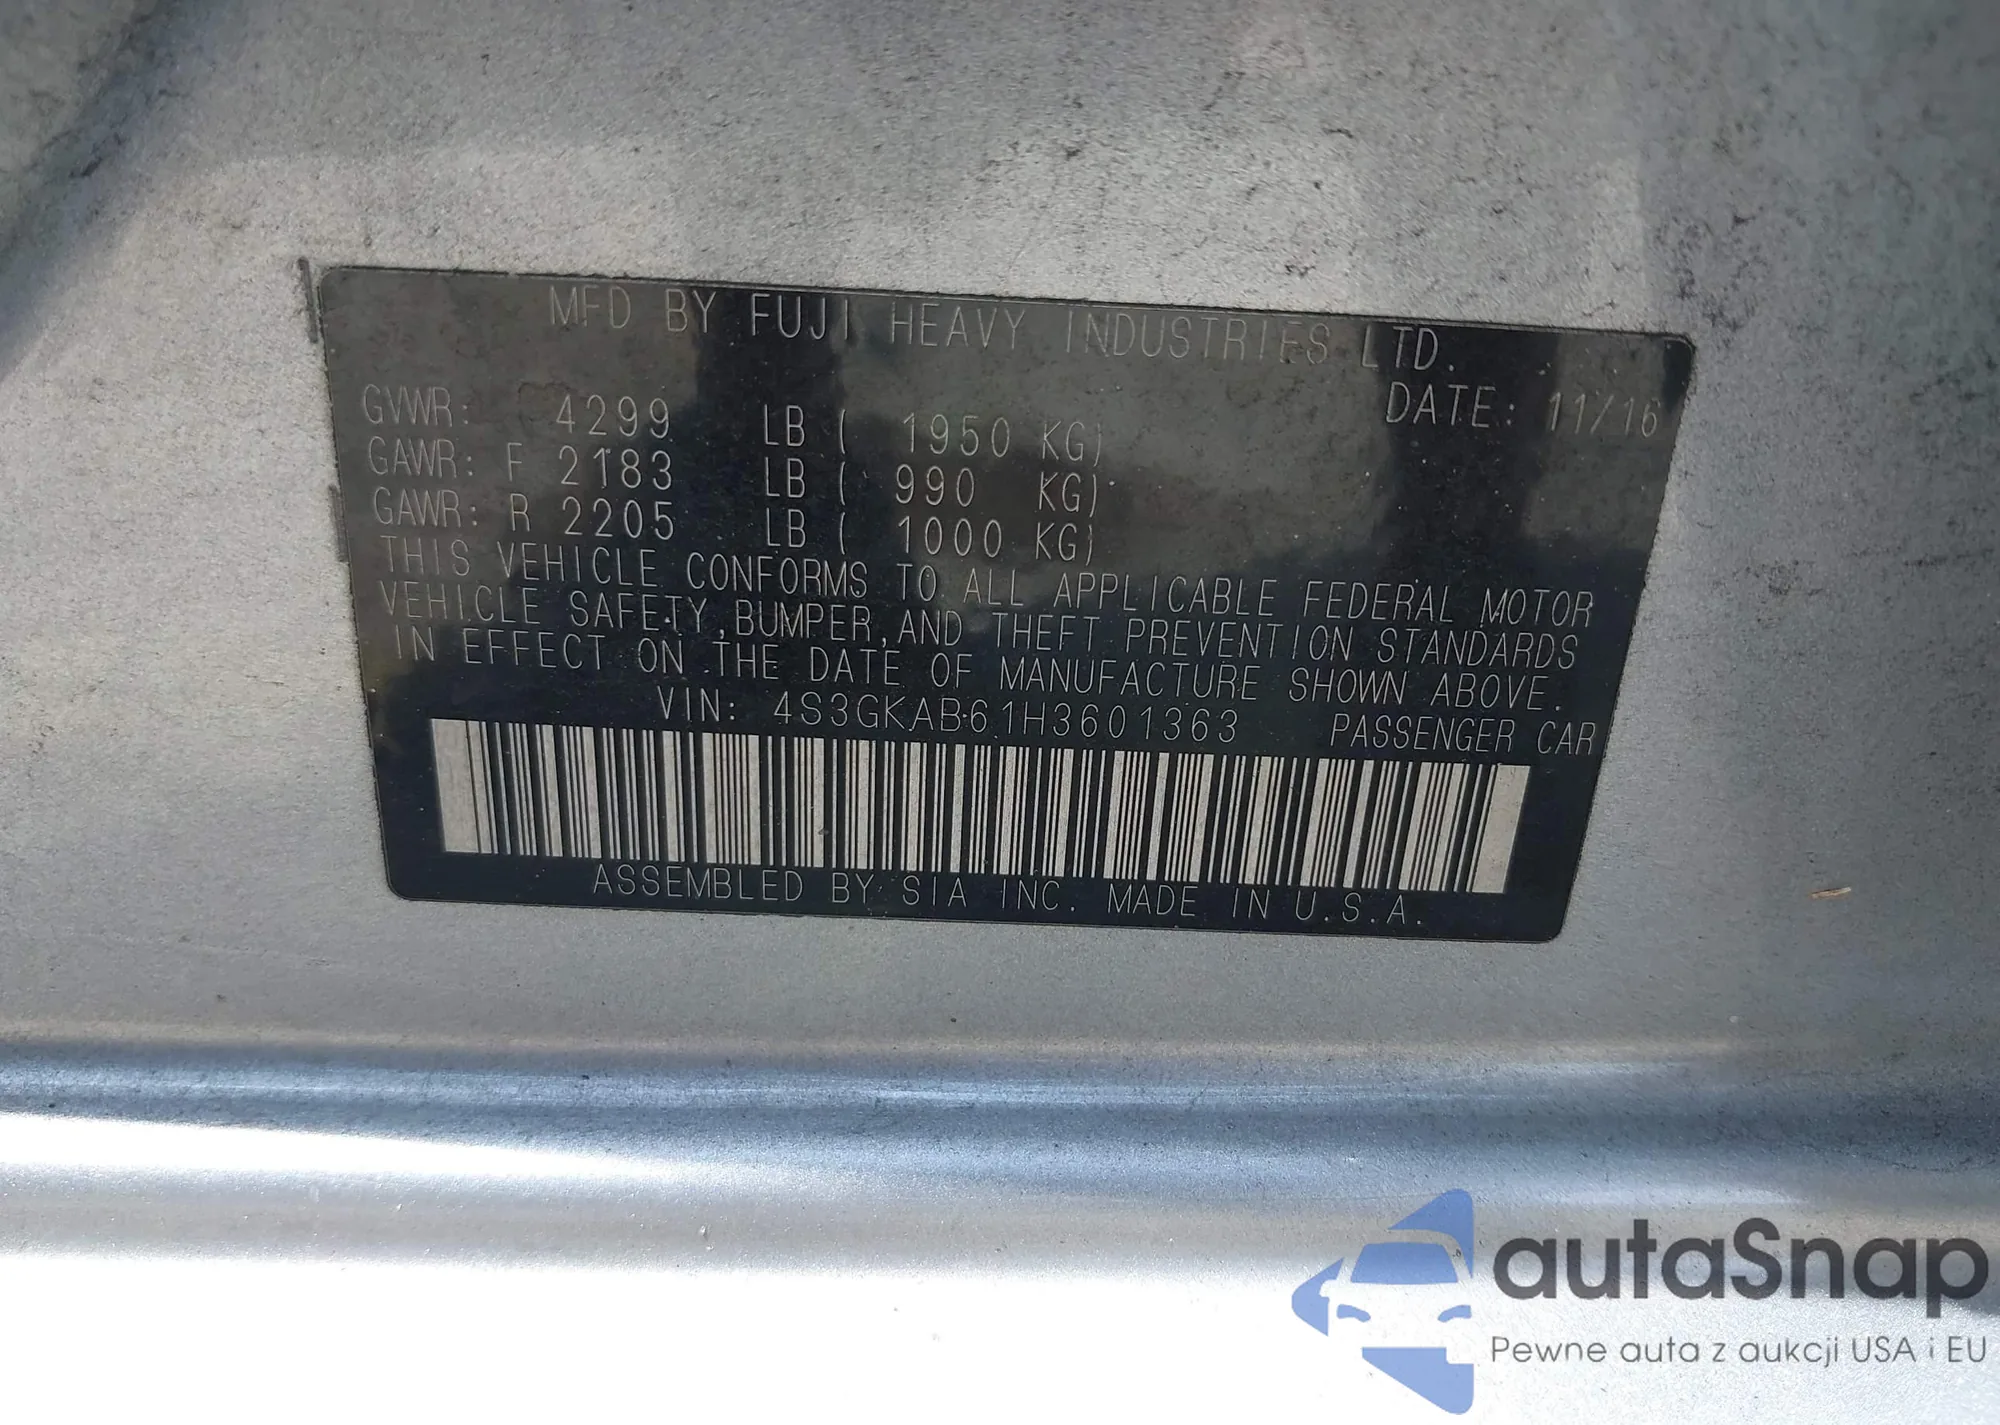 MFD BY FUJI HEAVY INDUSTRIES LTD.
DATE: 11/16
GVWR: 4299 LB ( 1950 KG)
GAWR: F 2183 LB ( 990 KG)
GAWR: R 2205 LB ( 1000 KG)
THIS VEHICLE CONFORMS TO ALL APPLICABLE FEDERAL MOTOR
VEHICLE SAFETY,BUMPER,AND THEFT PREVENTION STANDARDS
IN EFFECT ON THE DATE OF MANUFACTURE SHOWN ABOVE.
VIN: 4S3GKAB61H3601363 PASSENGER CAR
ASSEMBLED BY SIA INC. MADE IN U.S.A.
autaSnap
Pewne auta z aukcji USA i EU